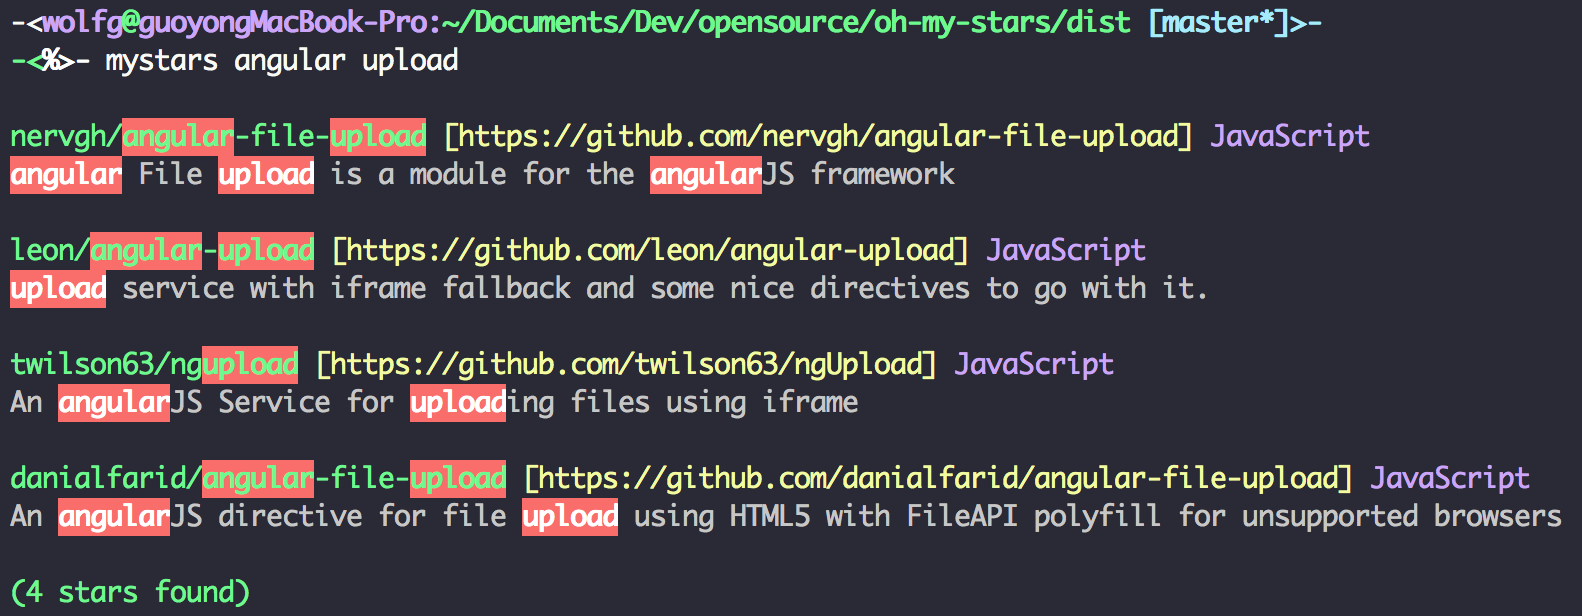 -<wolfg@guoyongMacBook-Pro:~/Documents/Dev/opensource/oh-my-stars/dist [master*]>-
-<%>- mystars angular upload
nervgh/angular-file-upload [https://github.com/nervgh/angular-file-upload] JavaScript
angular File upload is a module for the angularJS framework
leon/angular-upload [https://github.com/leon/angular-upload] JavaScript
upload service with iframe fallback and some nice directives to go with it.
twilson63/ngupload [https://github.com/twilson63/ngUpload] JavaScript
An angularJS Service for uploading files using iframe
danialfarid/angular-file-upload [https://github.com/danialfarid/angular-file-upload] JavaScript
An angularJS directive for file upload using HTML5 with FileAPI polyfill for unsupported browsers
(4 stars found)